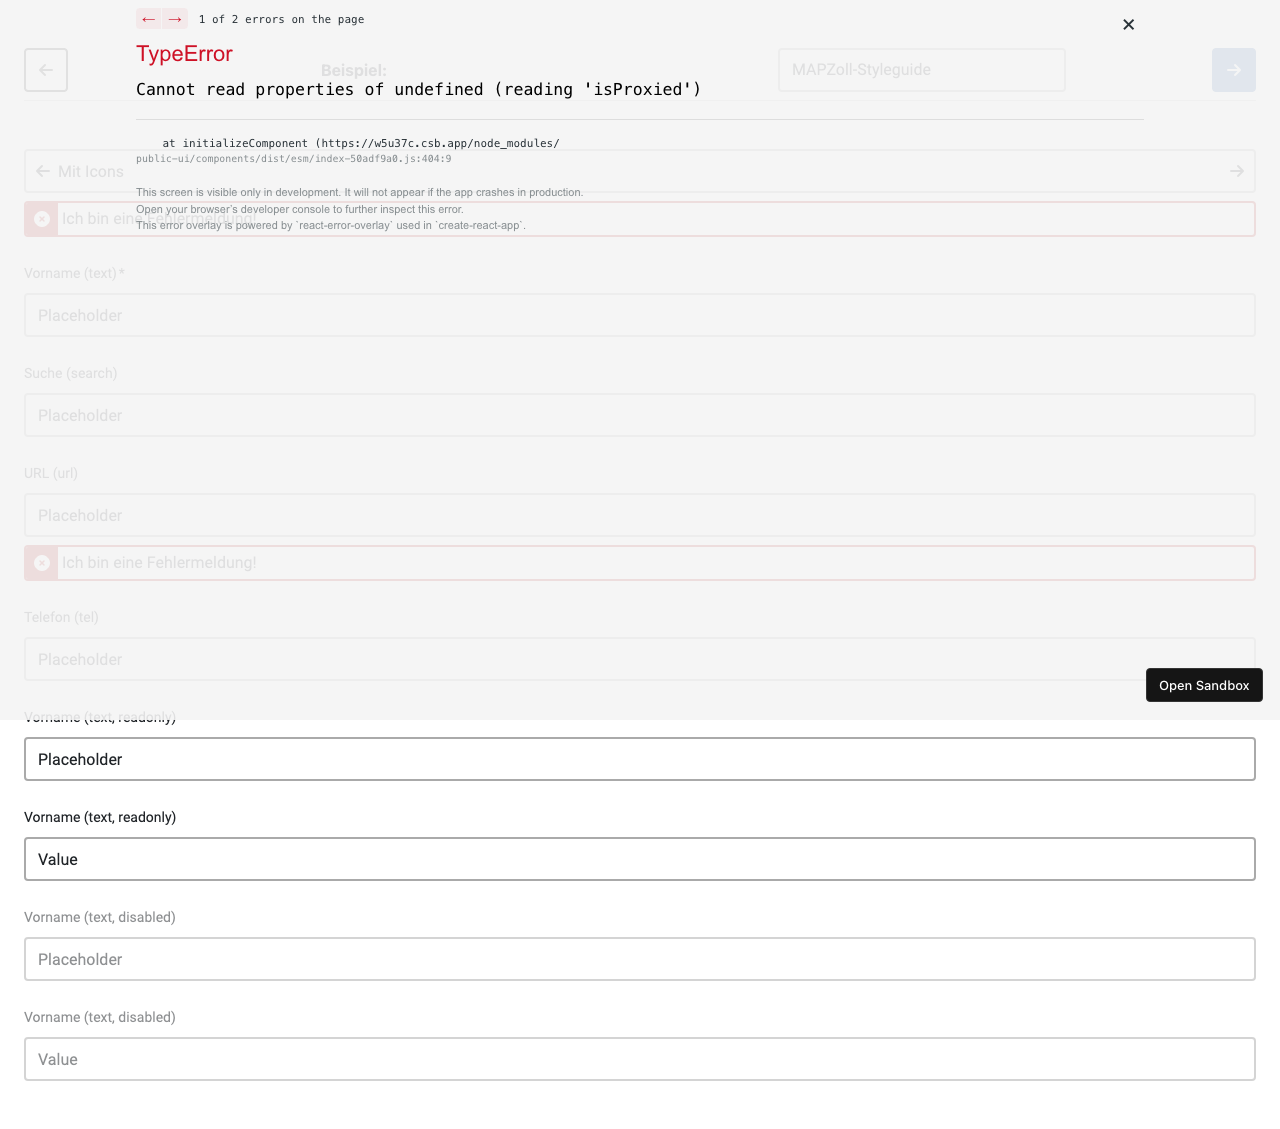 ← → 1 of 2 errors on the page
TypeError
Beispiel:
MAPZoll-Styleguide
Cannot read properties of undefined (reading 'isProxied')
at initializeComponent (https://w5u37c.csb.app/node_modules/
public-ui/components/dist/esm/index-50adf9a0.js:404:9
Mit Icons
This screen is visible only in development. It will not appear if the app crashes in production.
Open your browser’s developer console to further inspect this error.
Ich bin eine Fehlermeldung!
This error overlay is powered by `react-error-overlay` used in `create-react-app`.
Vorname (text)*
Placeholder
Suche (search)
Placeholder
URL (url)
Placeholder
Ich bin eine Fehlermeldung!
Telefon (tel)
Placeholder
Open Sandbox
Vorname (text, readonly)
Placeholder
Vorname (text, readonly)
Value
Vorname (text, disabled)
Placeholder
Vorname (text, disabled)
Value